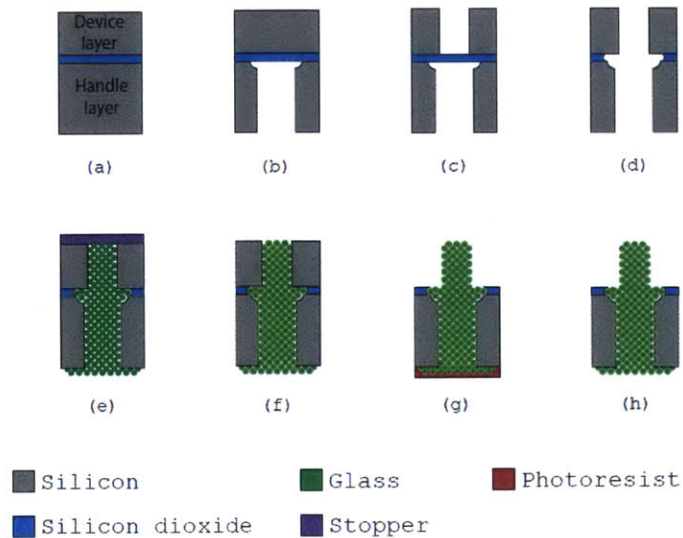 Device
layer
Handle
layer
(a)
(b)
(c)
(d)
(e)
(f)
(g)
(h)
Silicon
Glass
Photoresist
Silicon dioxide
Stopper